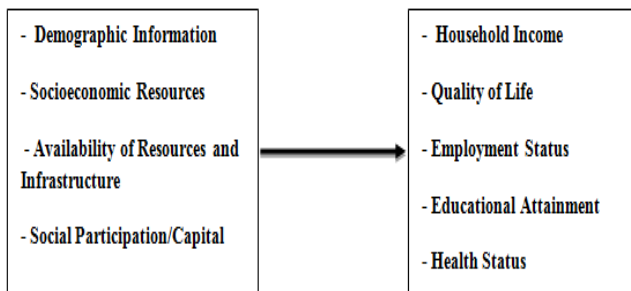 - Demographic Information
- Socioeconomic Resources
- Availability of Resources and
Infrastructure
- Social Participation/Capital
- Household Income
- Quality of Life
- Employment Status
- Educational Attainment
- Health Status